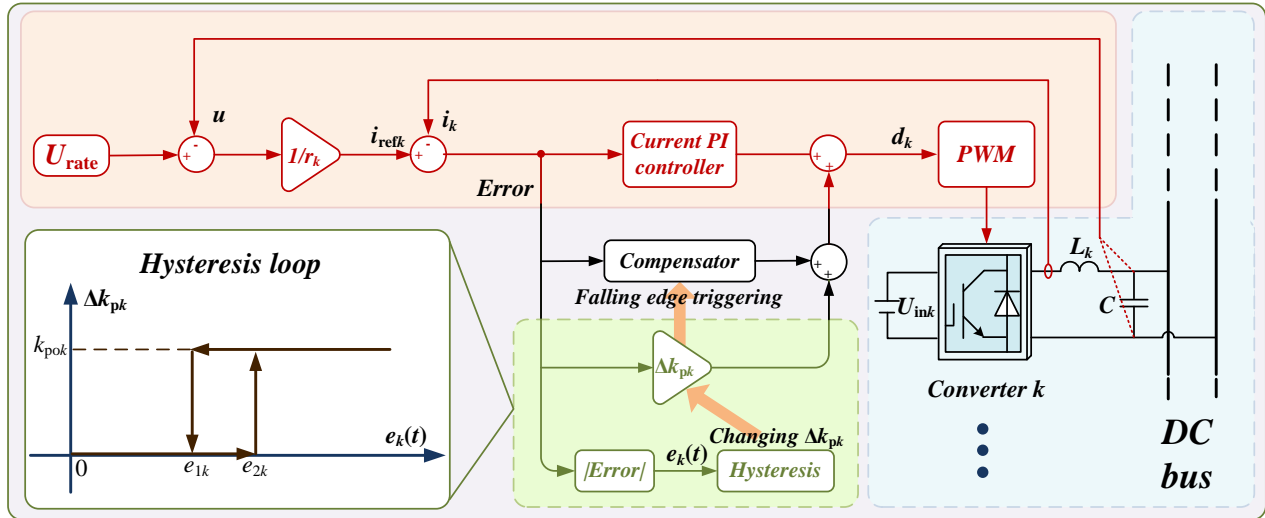 u
i_k
U_rate
+
-
1/r_k
i_refk
+
-
Current PI
controller
+
+
d_k
PWM
Error
Hysteresis loop
Δk_pk
k_pok
0
e_1k
e_2k
e_k(t)
Compensator
+
+
Falling edge triggering
Δk_pk
Changing Δk_pk
|Error|
e_k(t)
Hysteresis
U_ink
L_k
C
Converter k
DC
bus